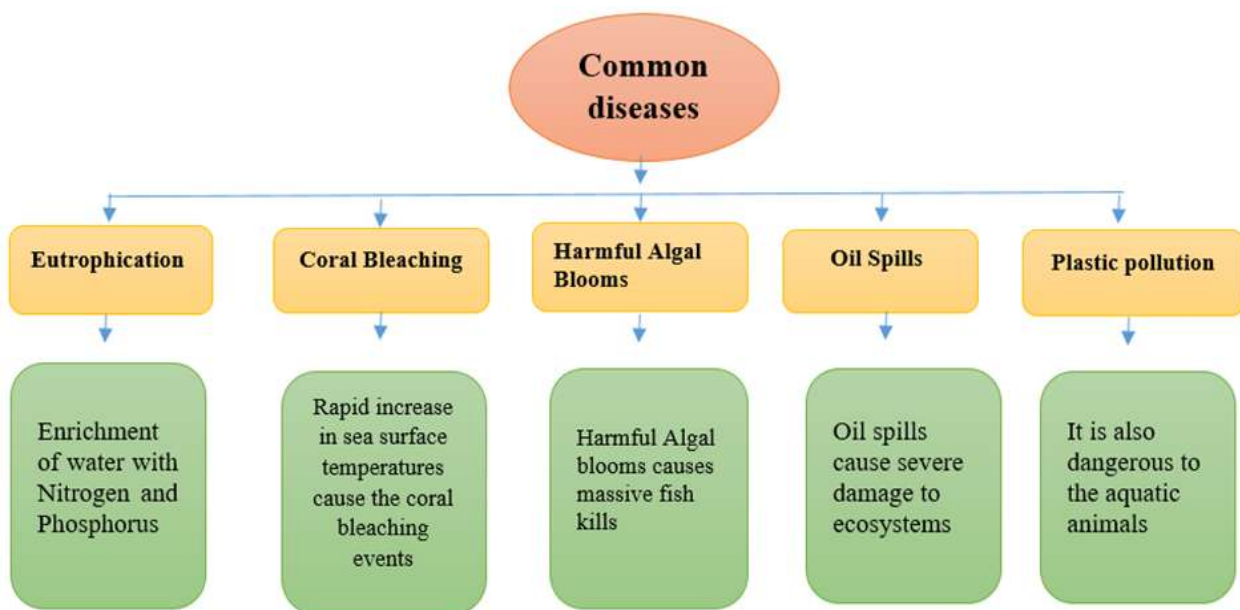 Common
diseases
Eutrophication
Coral Bleaching
Harmful Algal
Blooms
Oil Spills
Plastic pollution
Enrichment
of water with
Nitrogen and
Phosphorus
Rapid increase
in sea surface
temperatures
cause the coral
bleaching
events
Harmful Algal
blooms causes
massive fish
kills
Oil spills
cause severe
damage to
ecosystems
It is also
dangerous to
the aquatic
animals